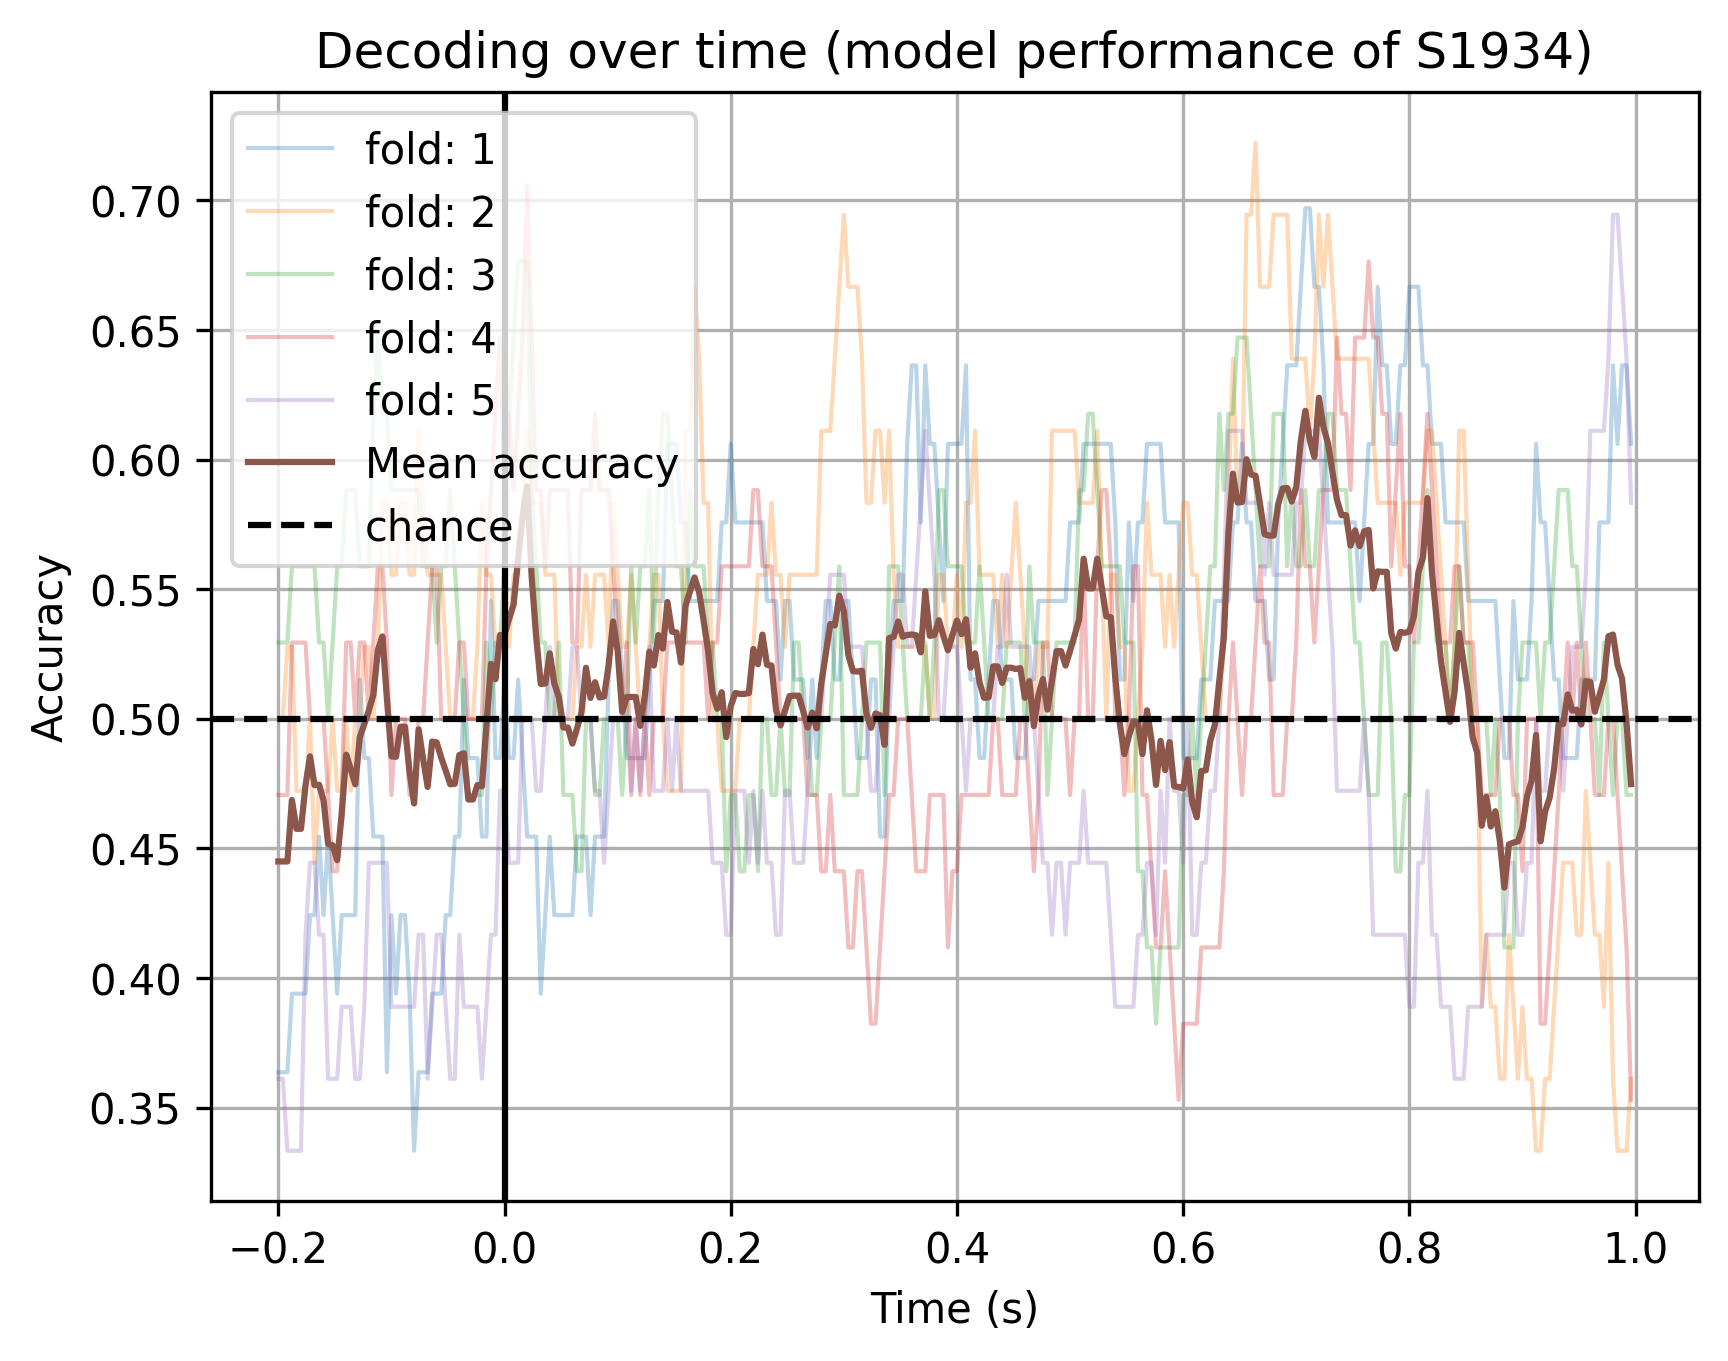 Decoding over time (model performance of S1934)
fold: 1
fold: 2
fold: 3
fold: 4
fold: 5
Mean accuracy
chance
Accuracy
0.70
0.65
0.60
0.55
0.50
0.45
0.40
0.35
−0.2 0.0 0.2 0.4 0.6 0.8 1.0
Time (s)